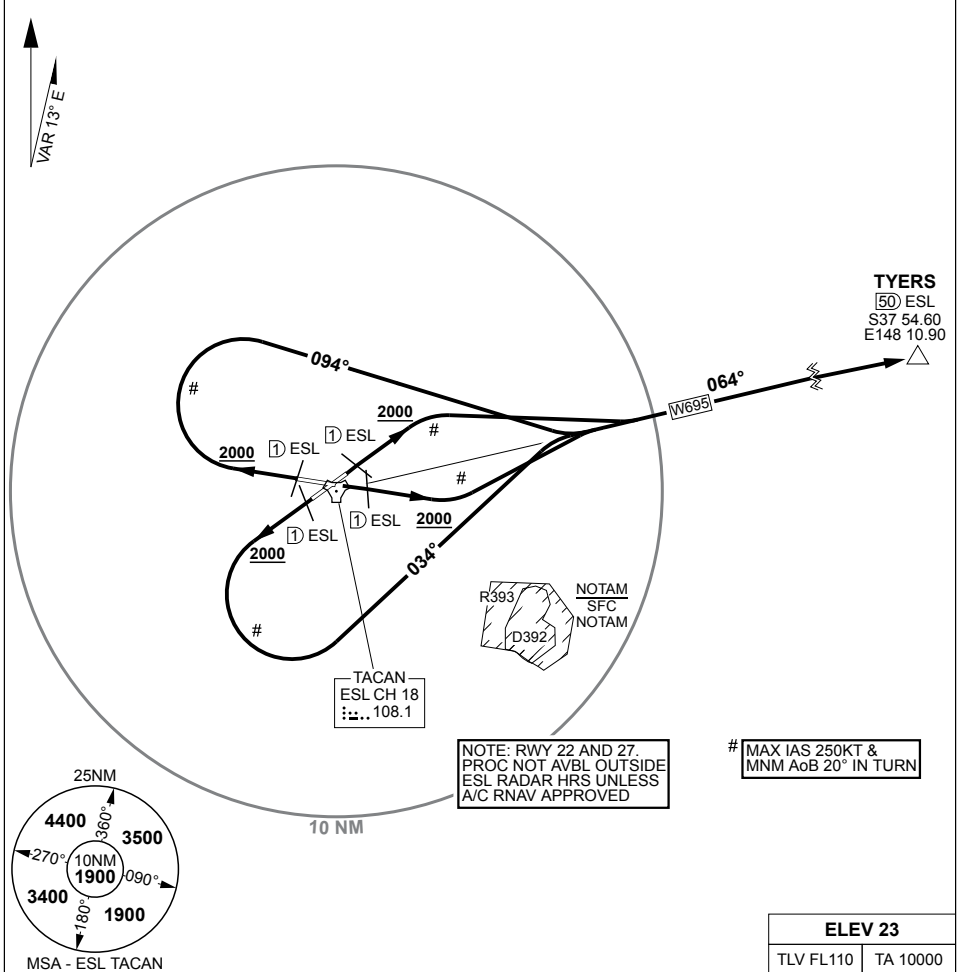 VAR 13° E
TYERS
50 ESL
S37 54.60
E148 10.90
094°
064°
W695
2000
#
#
1 ESL
1 ESL
2000
#
1 ESL
2000
1 ESL
2000
034°
#
R393
D392
NOTAM
SFC
NOTAM
TACAN
ESL CH 18
108.1
NOTE: RWY 22 AND 27.
PROC NOT AVBL OUTSIDE
ESL RADAR HRS UNLESS
A/C RNAV APPROVED
# MAX IAS 250KT &
MNM AoB 20° IN TURN
10 NM
25NM
4400
360°
3500
270°
10NM
1900
090°
3400
180°
1900
MSA - ESL TACAN
ELEV 23
TLV FL110 TA 10000